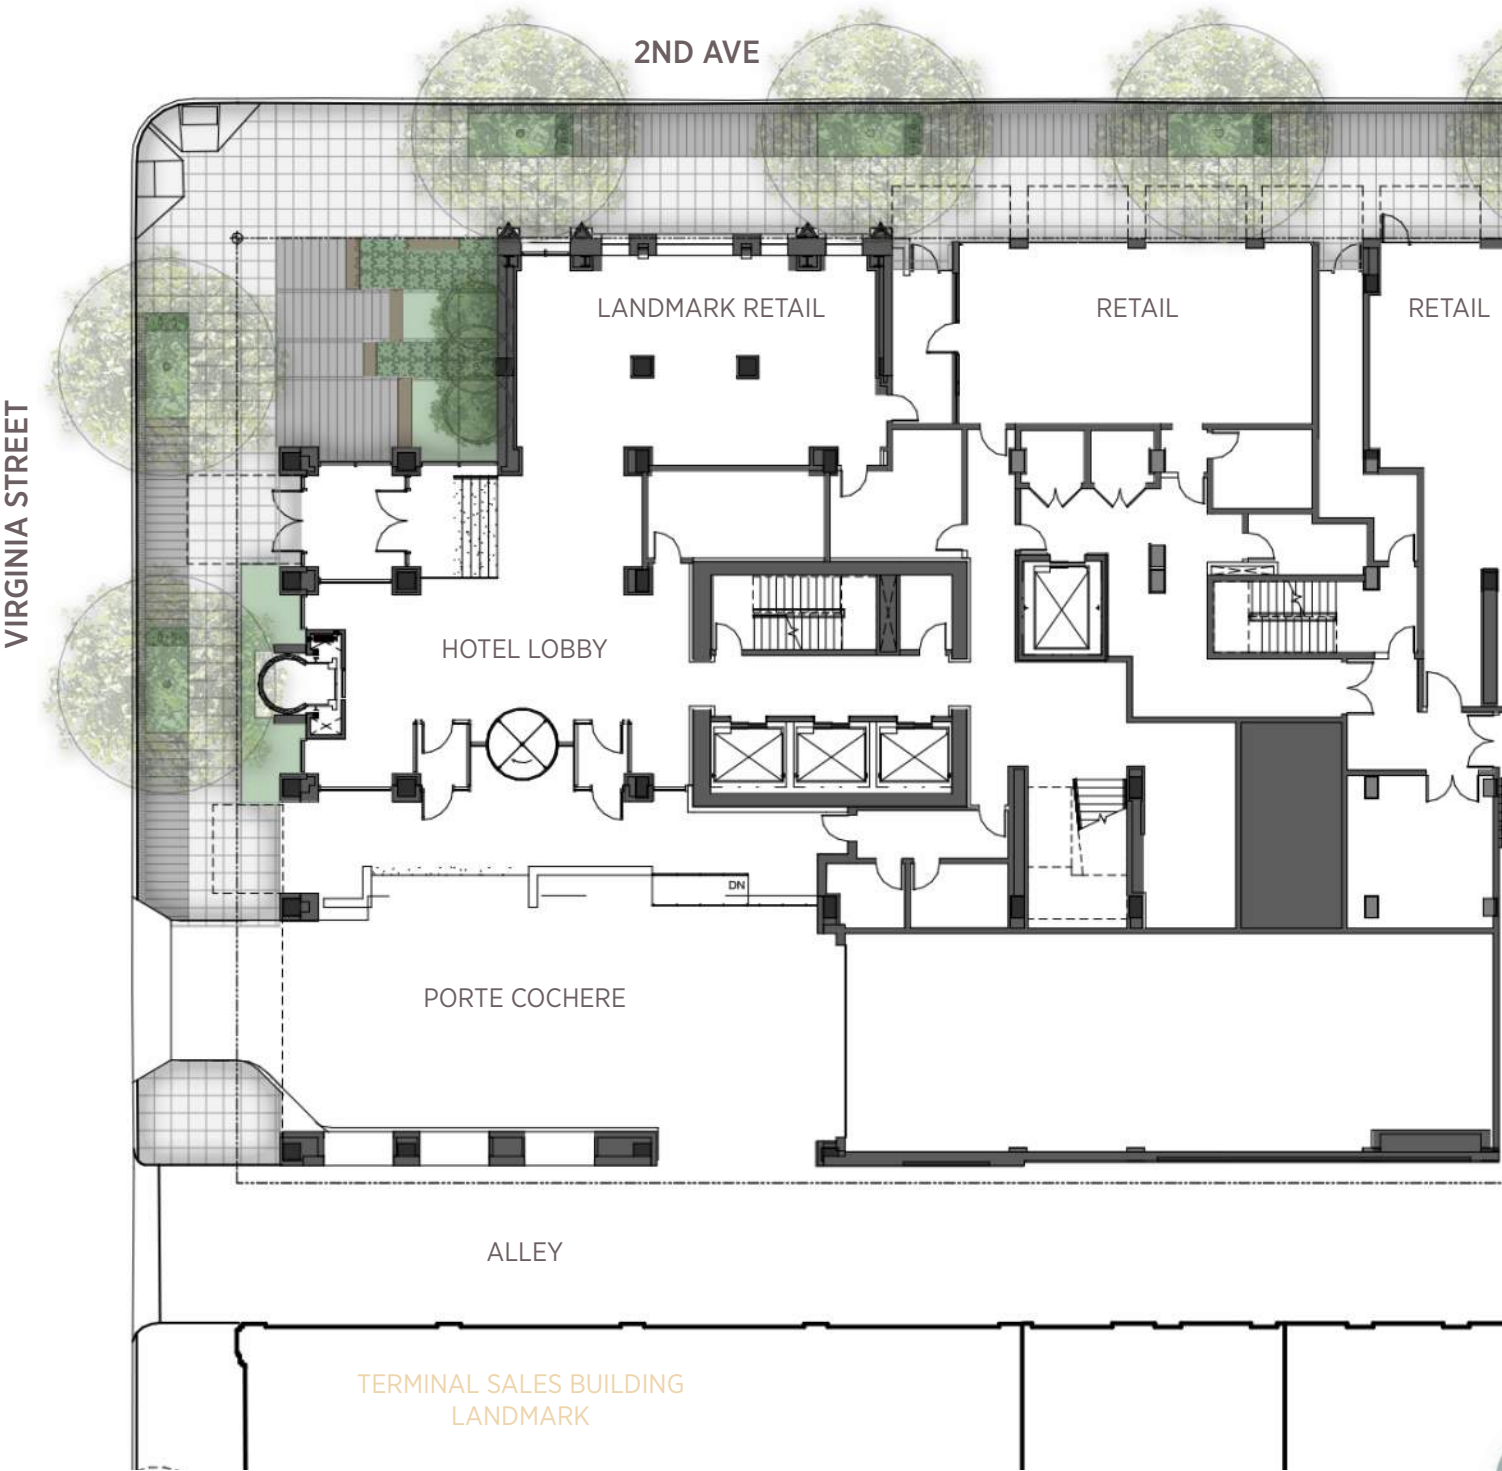 2ND AVE
LANDMARK RETAIL
RETAIL
RETAIL
VIRGINIA STREET
HOTEL LOBBY
DN
PORTE COCHERE
ALLEY
TERMINAL SALES BUILDING
LANDMARK